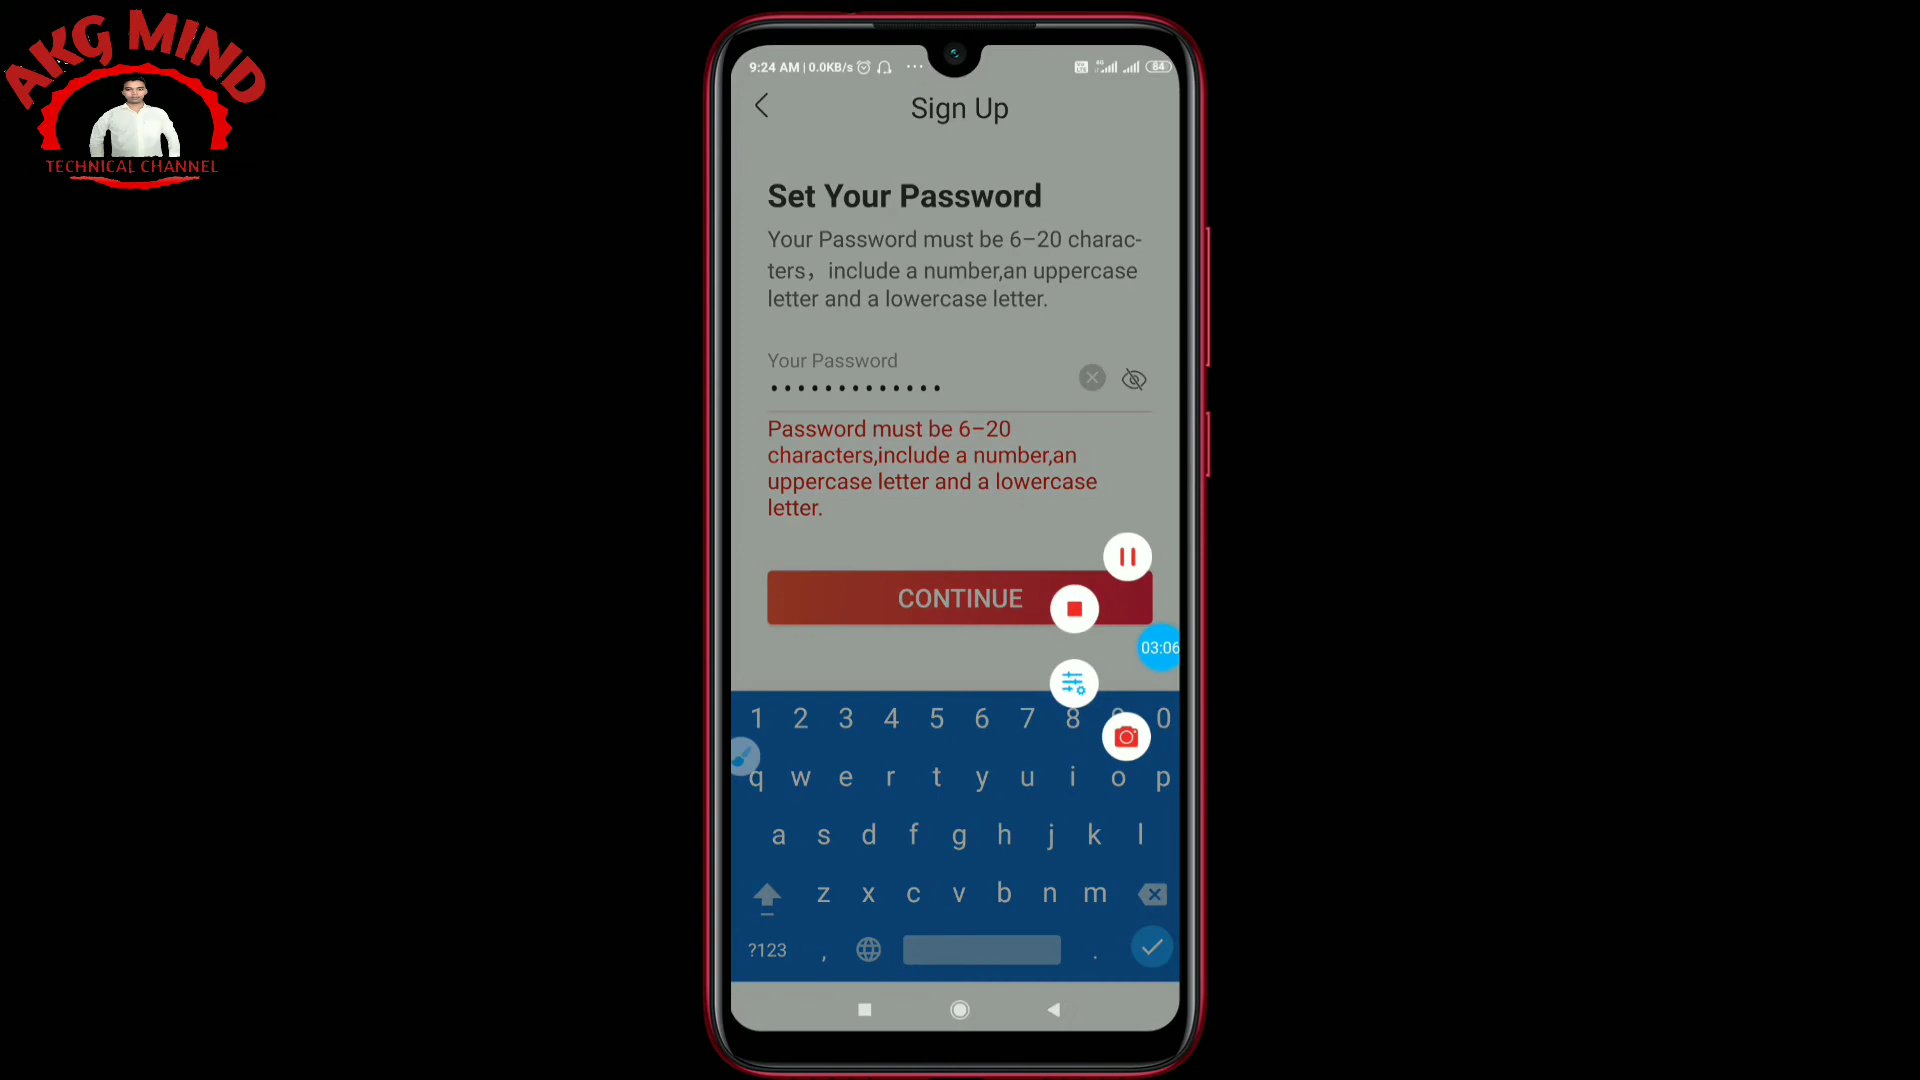 AKG MIND
TECHNICAL CHANNEL
9:24 AM | 0.0KB/s ...
4G 84
Sign Up
Set Your Password
Your Password must be 6–20 charac-
ters，include a number,an uppercase
letter and a lowercase letter.
Your Password
•••••••••••••
Password must be 6–20
characters,include a number,an
uppercase letter and a lowercase
letter.
CONTINUE
03:06
1 2 3 4 5 6 7 8 0
q w e r t y u i o p
a s d f g h j k l
z x c v b n m
?123 , .